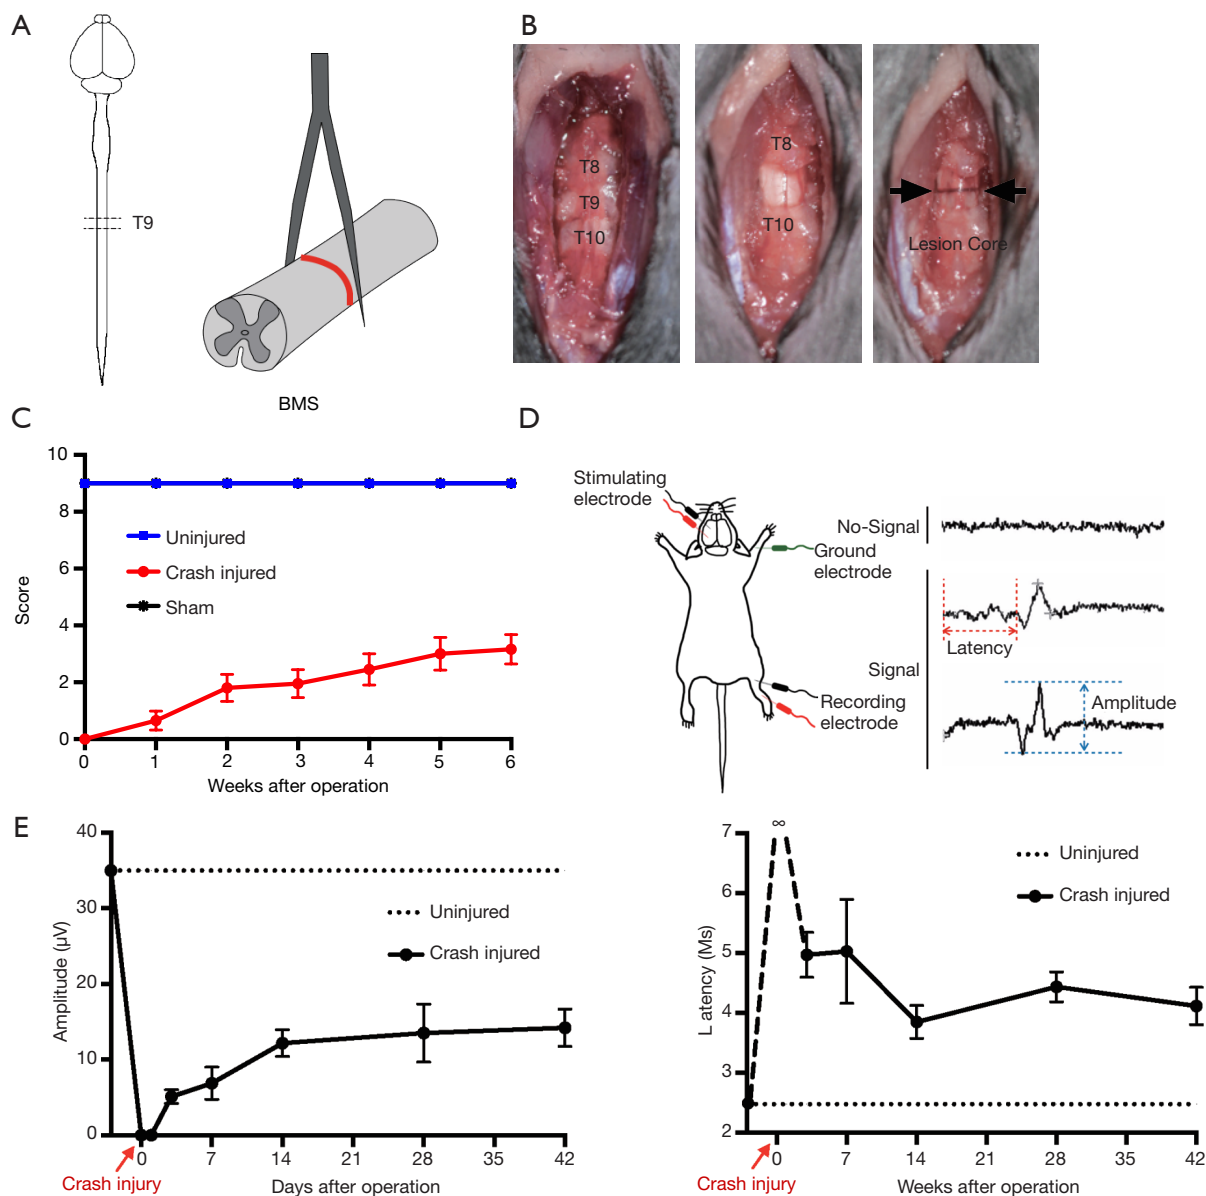 A
T9
B
T8
T9
T10
T8
T10
Lesion Core
BMS
C
10
8
6
4
2
0
Score
Uninjured
Crash injured
Sham
0 1 2 3 4 5 6
Weeks after operation
D
Stimulating
electrode
Ground
electrode
Recording
electrode
No-Signal
Signal
Latency
Amplitude
E
40
30
20
10
0
Amplitude (µV)
Uninjured
Crash injured
0 7 14 21 28 35 42
Crash injury
Days after operation
∞
7
6
5
4
3
2
L atency (Ms)
Uninjured
Crash injured
0 7 14 21 28 35 42
Crash injury
Weeks after operation